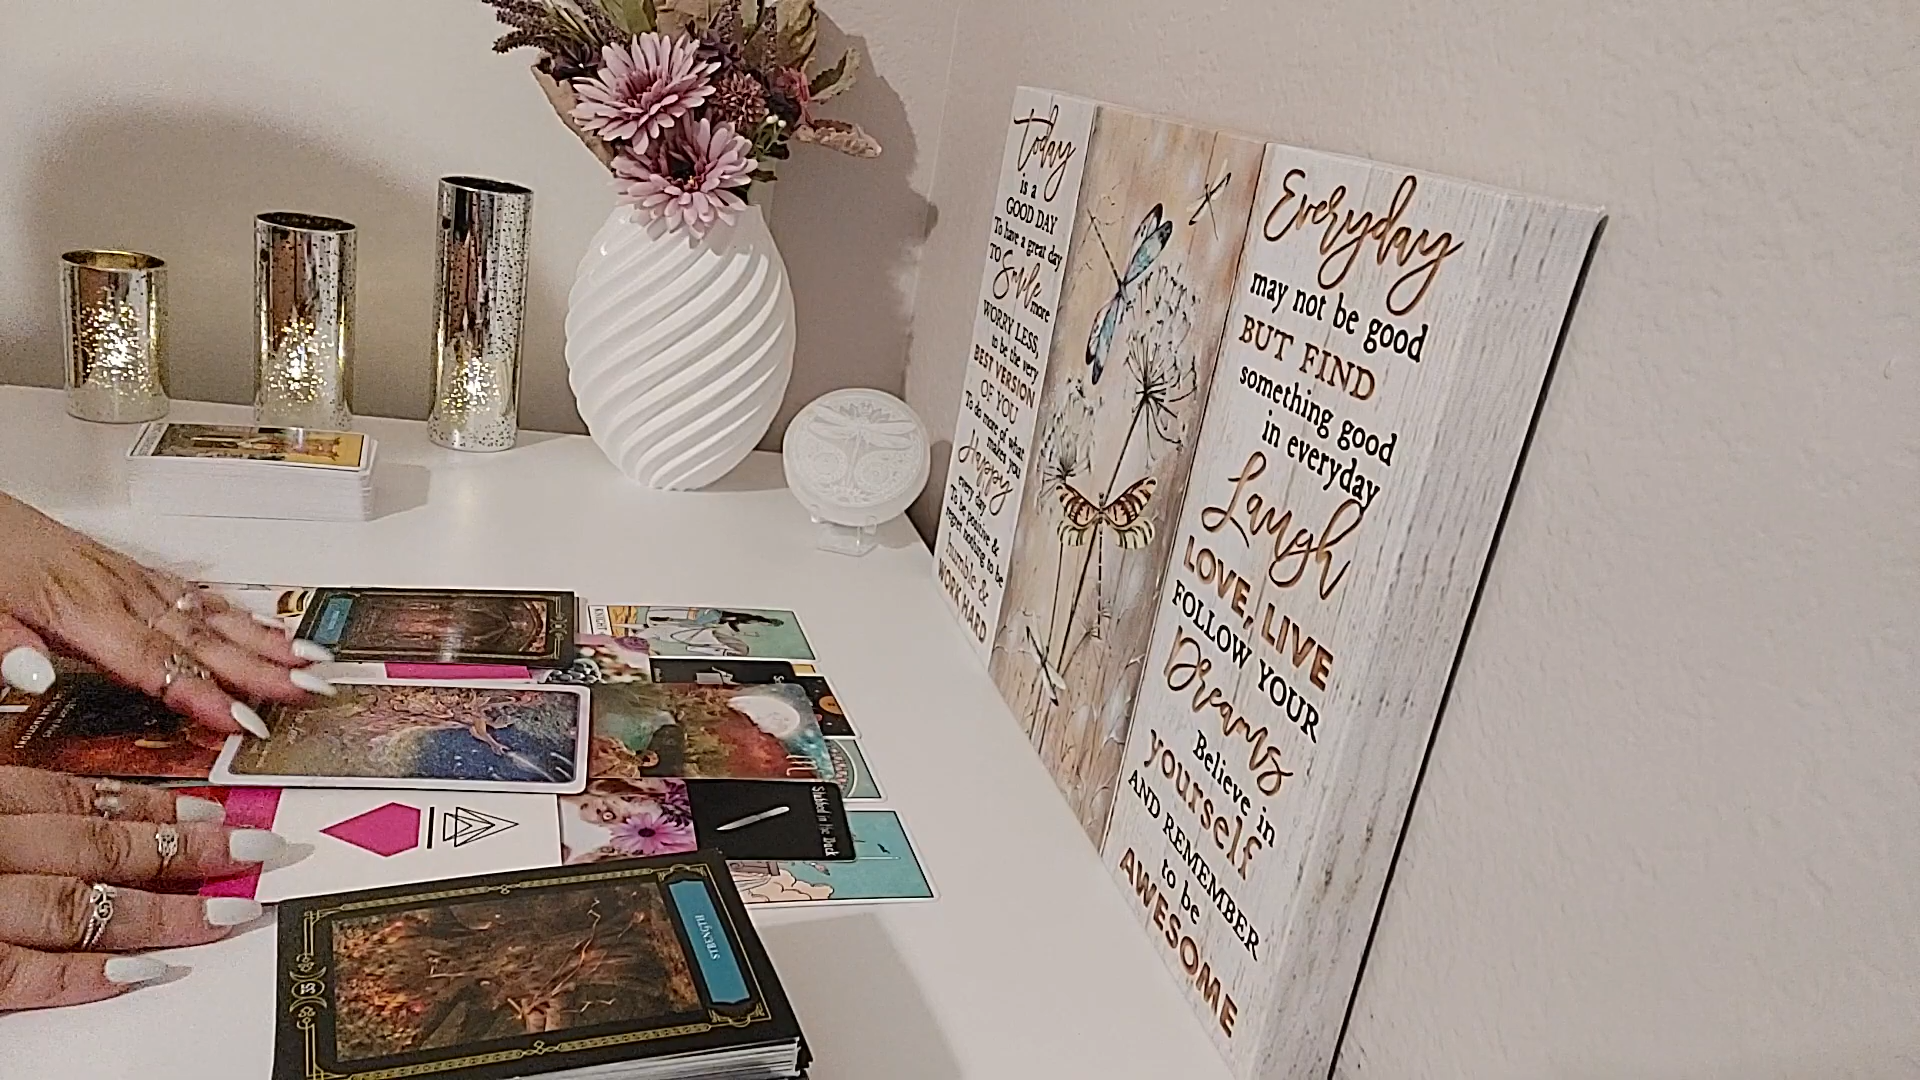 today
is a
GOOD DAY
To have a great day
TO Smile more
WORRY LESS,
to be the very
BEST VERSION
OF YOU
To do more of what
makes you
Happy
every day
To be positive &
regret nothing to be
humble &
WORK HARD
Everyday
may not be good
BUT FIND
something good
in everyday
Laugh
LOVE, LIVE
FOLLOW YOUR
Dreams
Believe in
yourself
AND REMEMBER
to be
AWESOME
KNIGHT
Stabbed in the Back
STRENGTH
35